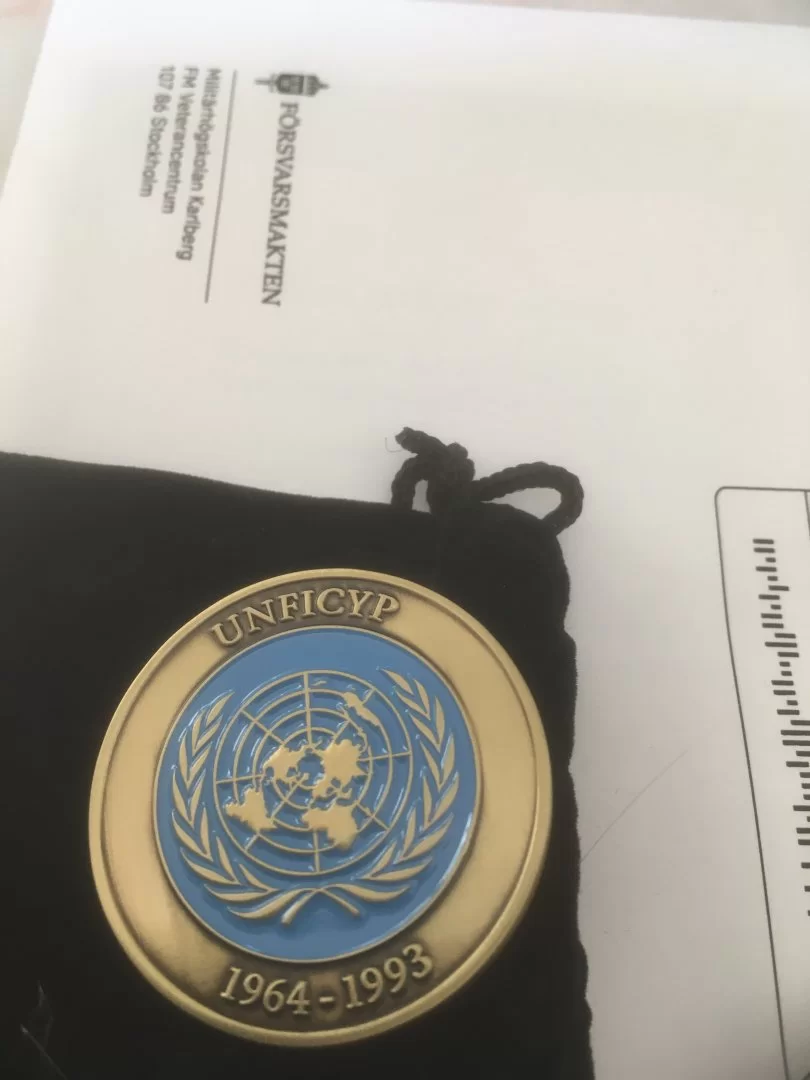 FÖRSVARSMAKTEN
Militärhögskolan Karlberg
FM Veterancentrum
107 86 Stockholm
UNFICYP
1964-1993